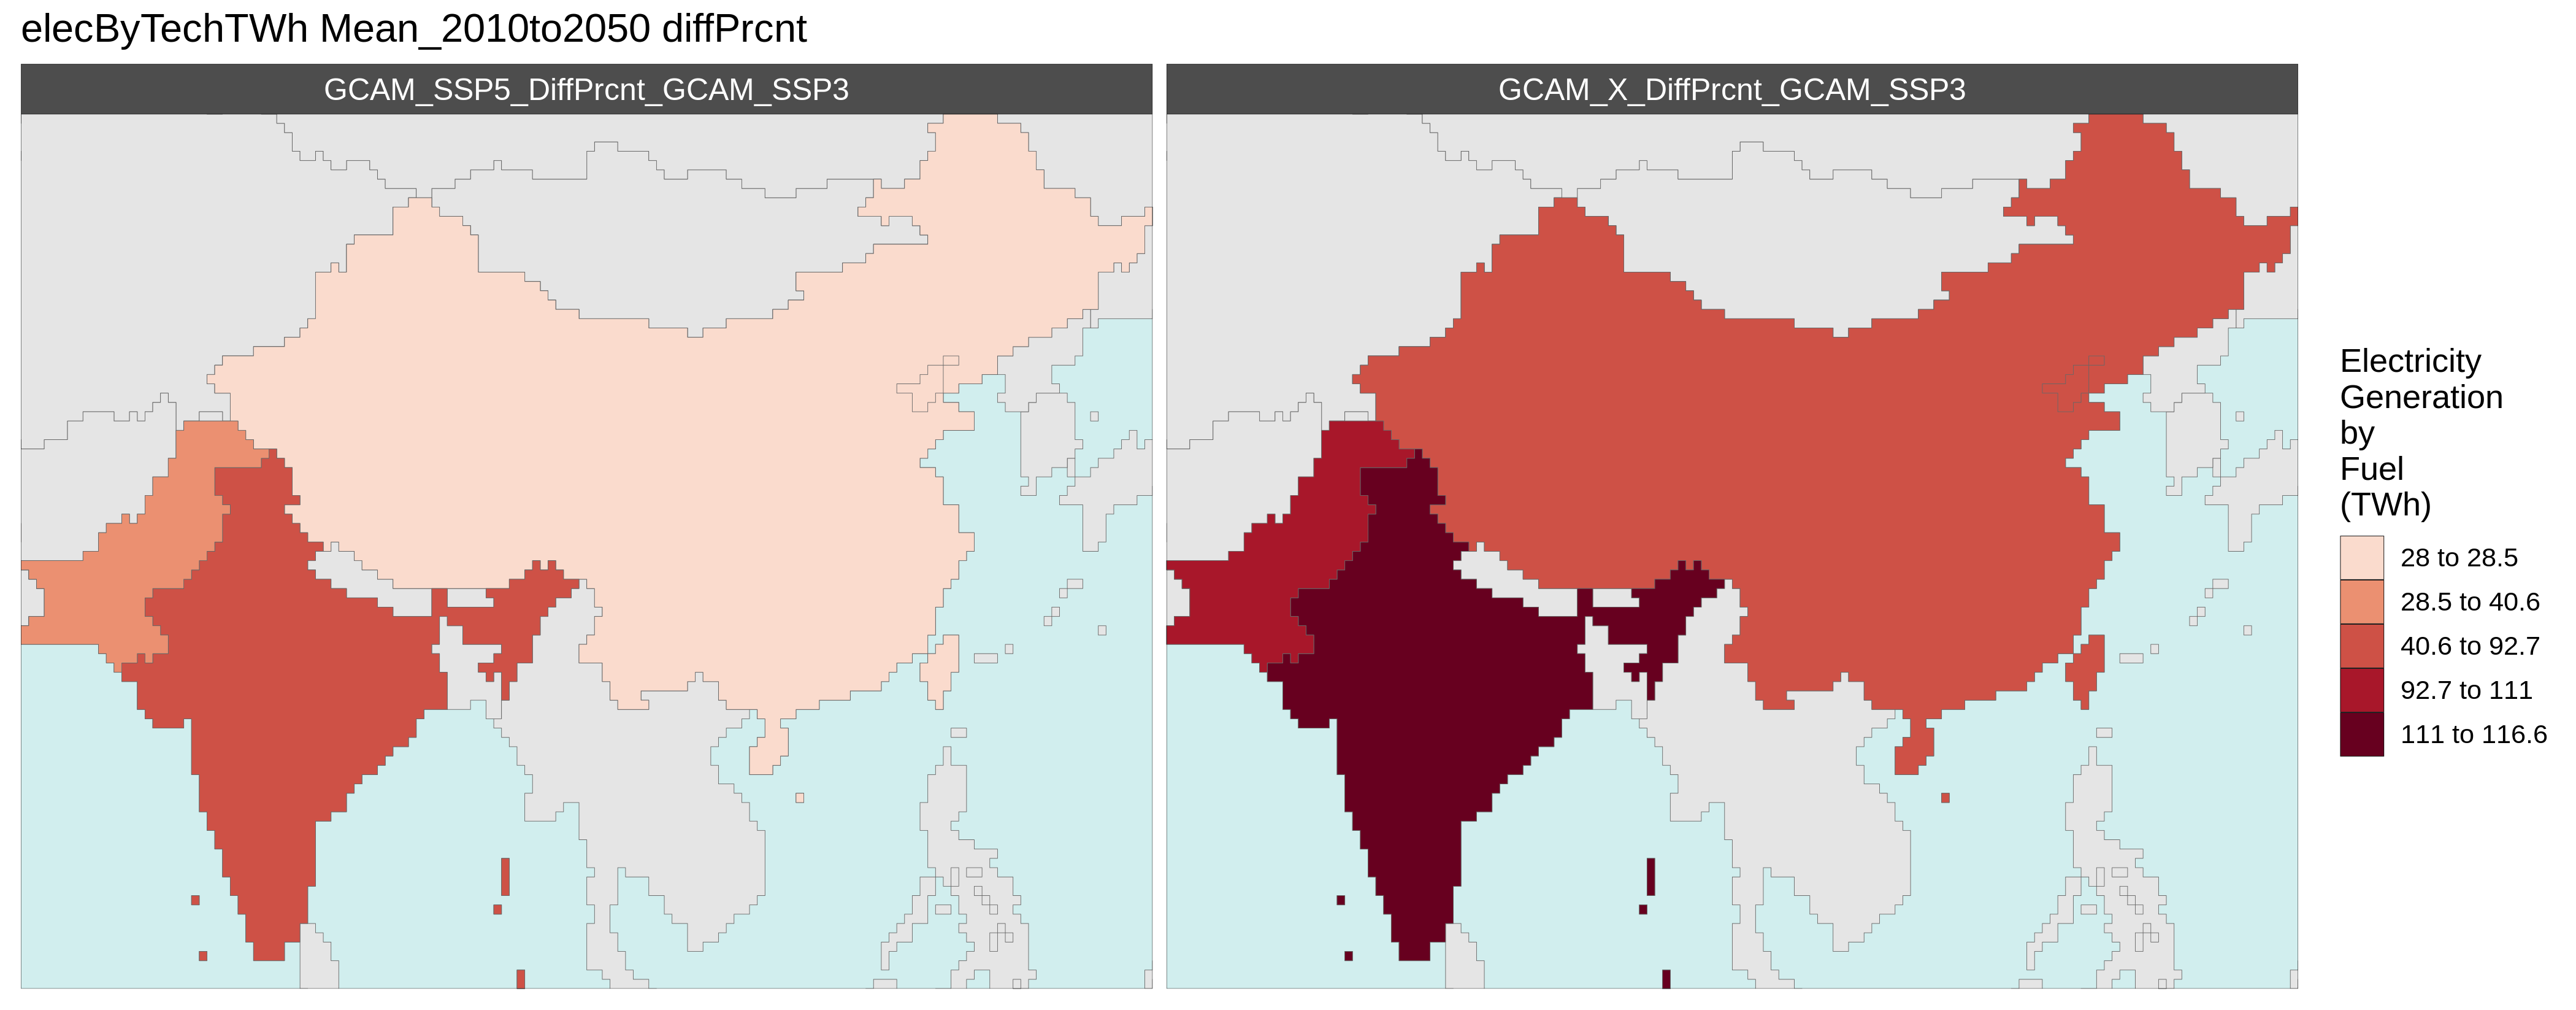 elecByTechTWh Mean_2010to2050 diffPrcnt
GCAM_SSP5_DiffPrcnt_GCAM_SSP3
GCAM_X_DiffPrcnt_GCAM_SSP3
Electricity
Generation
by
Fuel
(TWh)
28 to 28.5
28.5 to 40.6
40.6 to 92.7
92.7 to 111
111 to 116.6